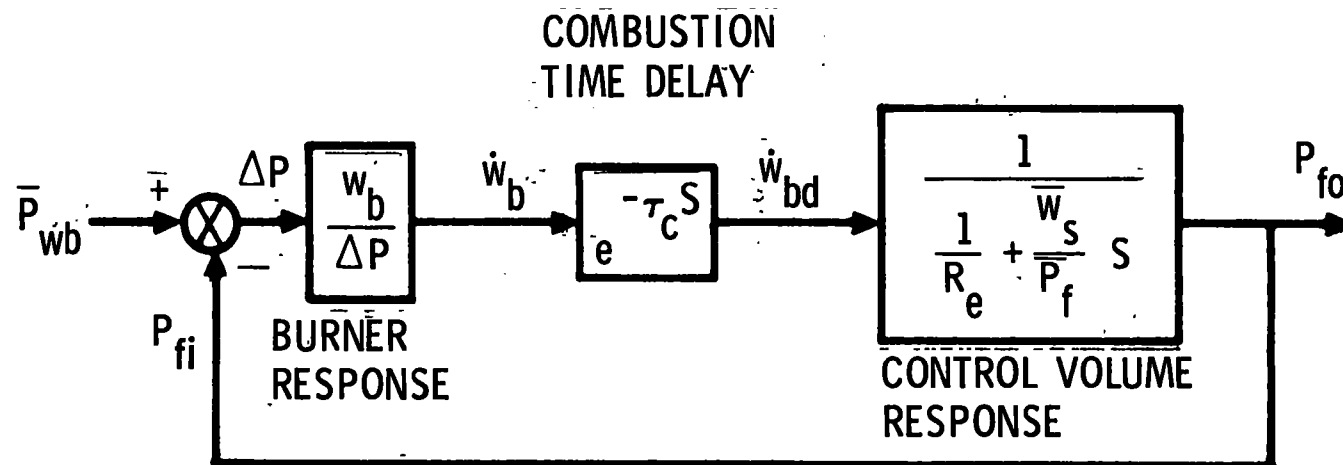 COMBUSTION
TIME DELAY
P̅wb
+
−
ΔP
wb
ΔP
BURNER
RESPONSE
ẇb
e^-τcS
ẇbd
1
1/Re + W̅s/P̅f S
CONTROL VOLUME
RESPONSE
Pfo
Pfi